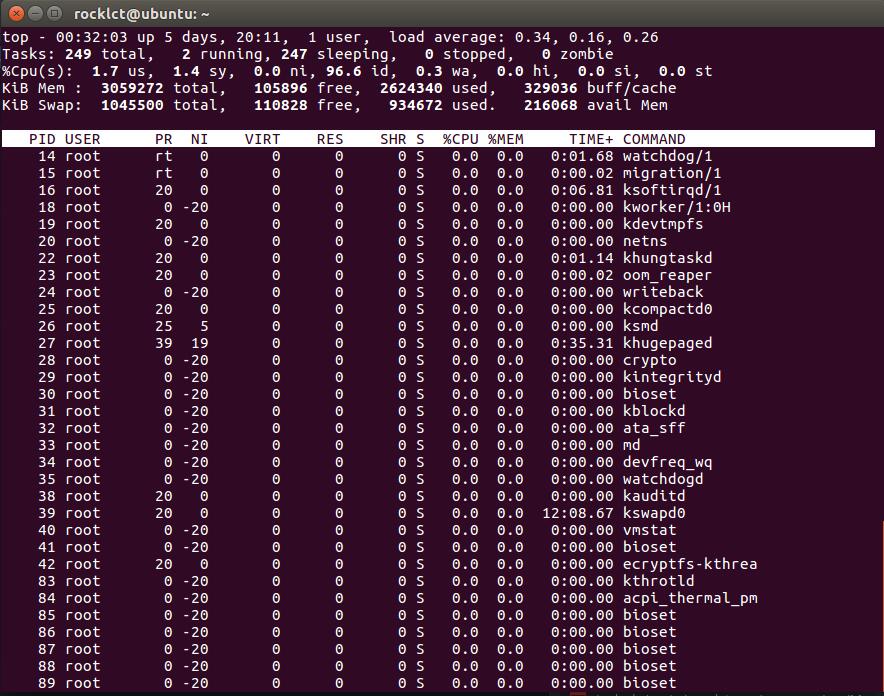 rocklct@ubuntu: ~
top - 00:32:03 up 5 days, 20:11,  1 user,  load average: 0.34, 0.16, 0.26
Tasks: 249 total,   2 running, 247 sleeping,   0 stopped,   0 zombie
%Cpu(s):  1.7 us,  1.4 sy,  0.0 ni, 96.6 id,  0.3 wa,  0.0 hi,  0.0 si,  0.0 st
KiB Mem :  3059272 total,   105896 free,  2624340 used,   329036 buff/cache
KiB Swap:  1045500 total,   110828 free,   934672 used.   216068 avail Mem
PID USER      PR  NI    VIRT    RES    SHR S  %CPU %MEM     TIME+ COMMAND
14 root      rt   0       0      0      0 S   0.0  0.0   0:01.68 watchdog/1
15 root      rt   0       0      0      0 S   0.0  0.0   0:00.02 migration/1
16 root      20   0       0      0      0 S   0.0  0.0   0:06.81 ksoftirqd/1
18 root       0 -20       0      0      0 S   0.0  0.0   0:00.00 kworker/1:0H
19 root      20   0       0      0      0 S   0.0  0.0   0:00.00 kdevtmpfs
20 root       0 -20       0      0      0 S   0.0  0.0   0:00.00 netns
22 root      20   0       0      0      0 S   0.0  0.0   0:01.14 khungtaskd
23 root      20   0       0      0      0 S   0.0  0.0   0:00.02 oom_reaper
24 root       0 -20       0      0      0 S   0.0  0.0   0:00.00 writeback
25 root      20   0       0      0      0 S   0.0  0.0   0:00.00 kcompactd0
26 root      25   5       0      0      0 S   0.0  0.0   0:00.00 ksmd
27 root      39  19       0      0      0 S   0.0  0.0   0:35.31 khugepaged
28 root       0 -20       0      0      0 S   0.0  0.0   0:00.00 crypto
29 root       0 -20       0      0      0 S   0.0  0.0   0:00.00 kintegrityd
30 root       0 -20       0      0      0 S   0.0  0.0   0:00.00 bioset
31 root       0 -20       0      0      0 S   0.0  0.0   0:00.00 kblockd
32 root       0 -20       0      0      0 S   0.0  0.0   0:00.00 ata_sff
33 root       0 -20       0      0      0 S   0.0  0.0   0:00.00 md
34 root       0 -20       0      0      0 S   0.0  0.0   0:00.00 devfreq_wq
35 root       0 -20       0      0      0 S   0.0  0.0   0:00.00 watchdogd
38 root      20   0       0      0      0 S   0.0  0.0   0:00.00 kauditd
39 root      20   0       0      0      0 S   0.0  0.0  12:08.67 kswapd0
40 root       0 -20       0      0      0 S   0.0  0.0   0:00.00 vmstat
41 root       0 -20       0      0      0 S   0.0  0.0   0:00.00 bioset
42 root      20   0       0      0      0 S   0.0  0.0   0:00.00 ecryptfs-kthrea
83 root       0 -20       0      0      0 S   0.0  0.0   0:00.00 kthrotld
84 root       0 -20       0      0      0 S   0.0  0.0   0:00.00 acpi_thermal_pm
85 root       0 -20       0      0      0 S   0.0  0.0   0:00.00 bioset
86 root       0 -20       0      0      0 S   0.0  0.0   0:00.00 bioset
87 root       0 -20       0      0      0 S   0.0  0.0   0:00.00 bioset
88 root       0 -20       0      0      0 S   0.0  0.0   0:00.00 bioset
89 root       0 -20       0      0      0 S   0.0  0.0   0:00.00 bioset